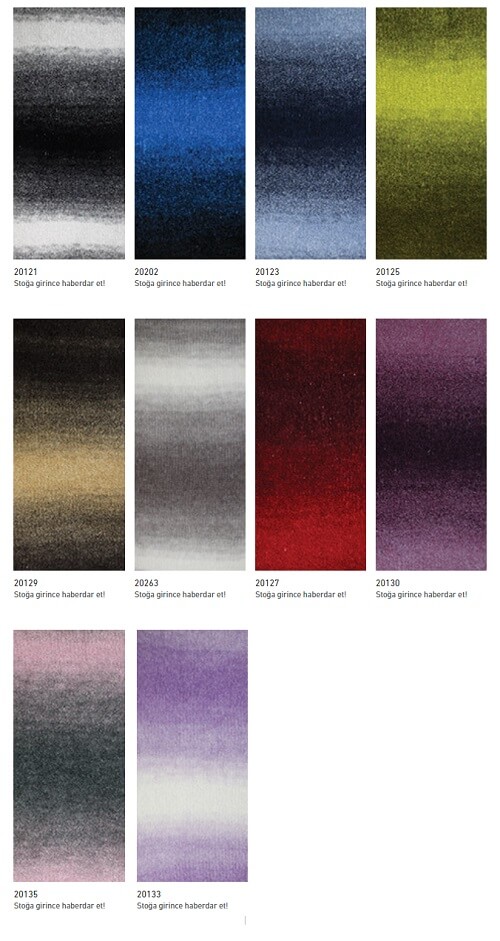 20121
Stoğa girince haberdar et!
20202
Stoğa girince haberdar et!
20123
Stoğa girince haberdar et!
20125
Stoğa girince haberdar et!
20129
Stoğa girince haberdar et!
20263
Stoğa girince haberdar et!
20127
Stoğa girince haberdar et!
20130
Stoğa girince haberdar et!
20135
Stoğa girince haberdar et!
20133
Stoğa girince haberdar et!